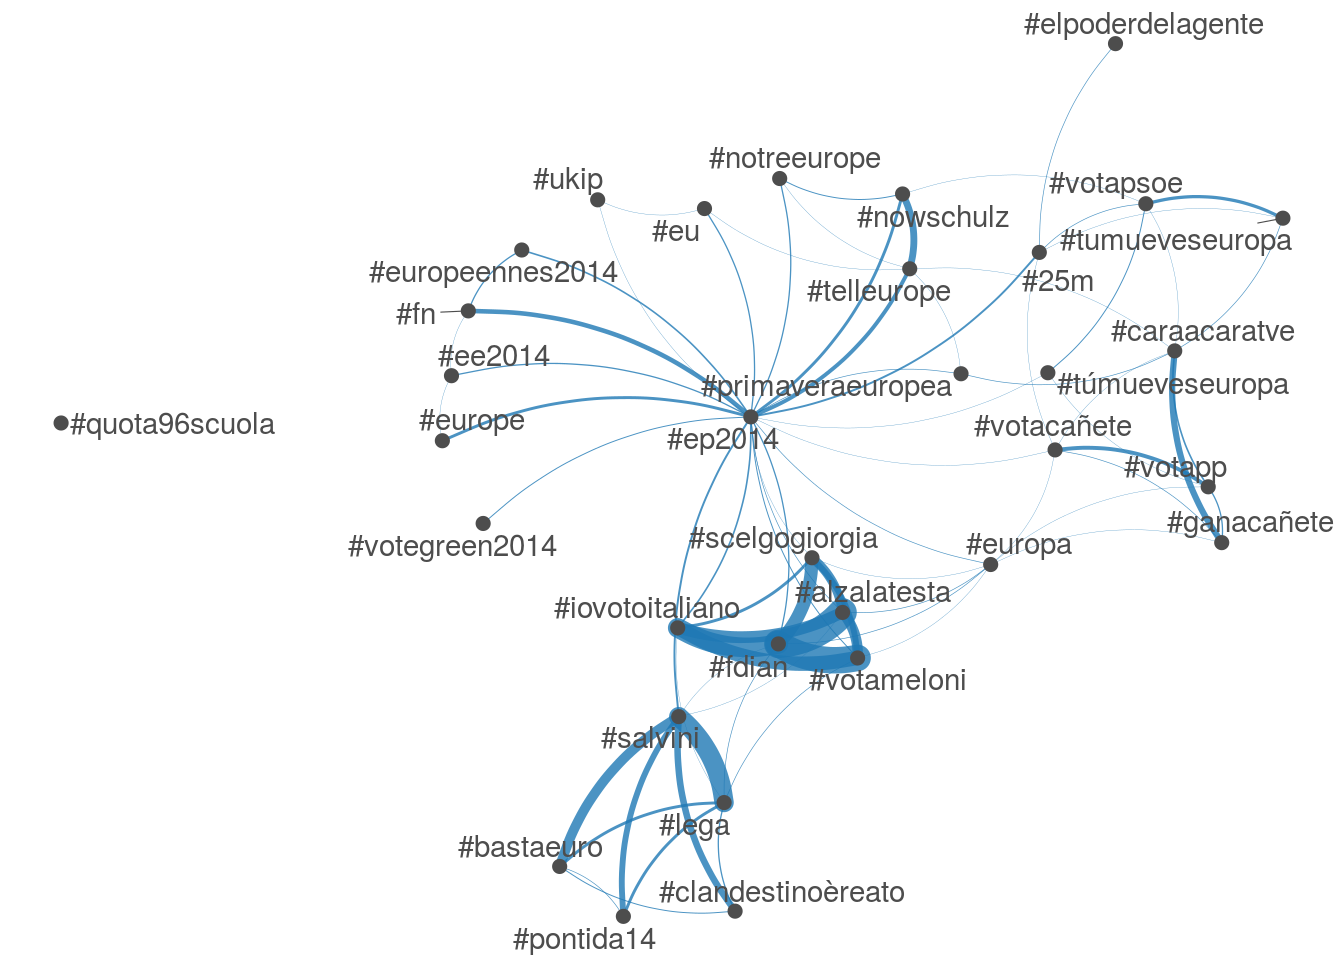 #elpoderdelagente
#notreeurope
#ukip
#votapsoe
#nowschulz
#eu
#tumueveseuropa
#europeennes2014
#25m
#telleurope
#fn
#caraacaratve
#ee2014
#primaveraeuropea
#túmueveseuropa
#europe
#quota96scuola
#votacañete
#ep2014
#votapp
#ganacañete
#scelgogiorgia
#europa
#votegreen2014
#alzalatesta
#iovotoitaliano
#fdian
#votameloni
#salvini
#lega
#bastaeuro
#clandestinoèreato
#pontida14